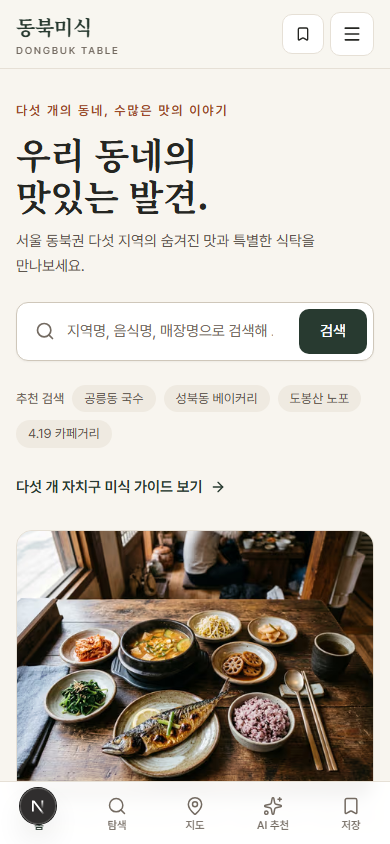 동북미식
DONGBUK TABLE
다섯 개의 동네, 수많은 맛의 이야기
우리 동네의
맛있는 발견.
서울 동북권 다섯 지역의 숨겨진 맛과 특별한 식탁을
만나보세요.
지역명, 음식명, 매장명으로 검색해 .
검색
추천 검색 공릉동 국수 성북동 베이커리 도봉산 노포
4.19 카페거리
다섯 개 자치구 미식 가이드 보기 →
N
탐색 지도 AI 추천 저장